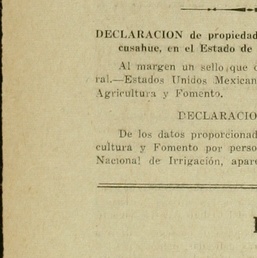 DECLARACION de propiedad
cusahue, en el Estado de
Al margen un sello que
ral.—Estados Unidos Mexican
Agricultura y Fomento.
DECLARACIO
De los datos proporcionad
cultura y Fomento por perso
Nacional de Irrigación, apar